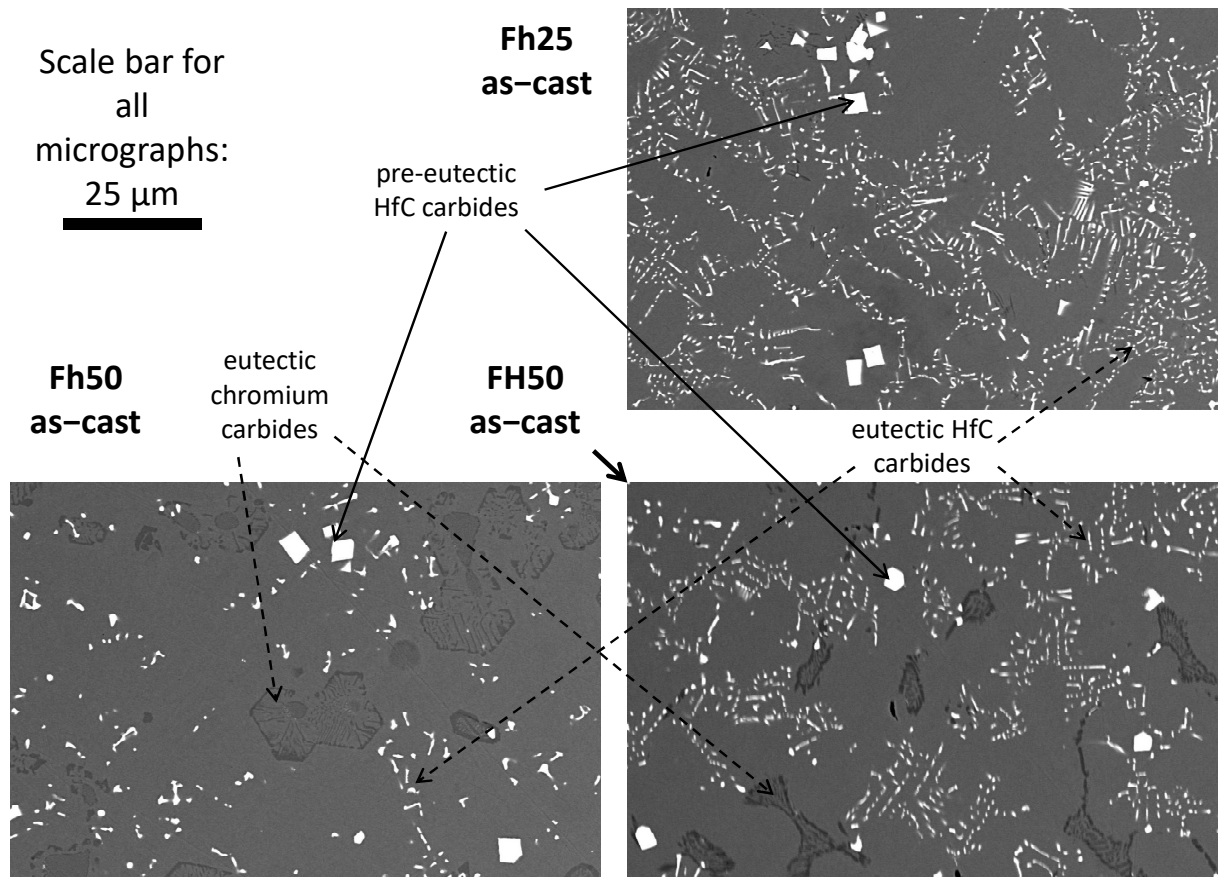 Scale bar for
all
micrographs:
25 µm
Fh25
as–cast
pre-eutectic
HfC carbides
Fh50
as–cast
eutectic
chromium
carbides
FH50
as–cast
eutectic HfC
carbides